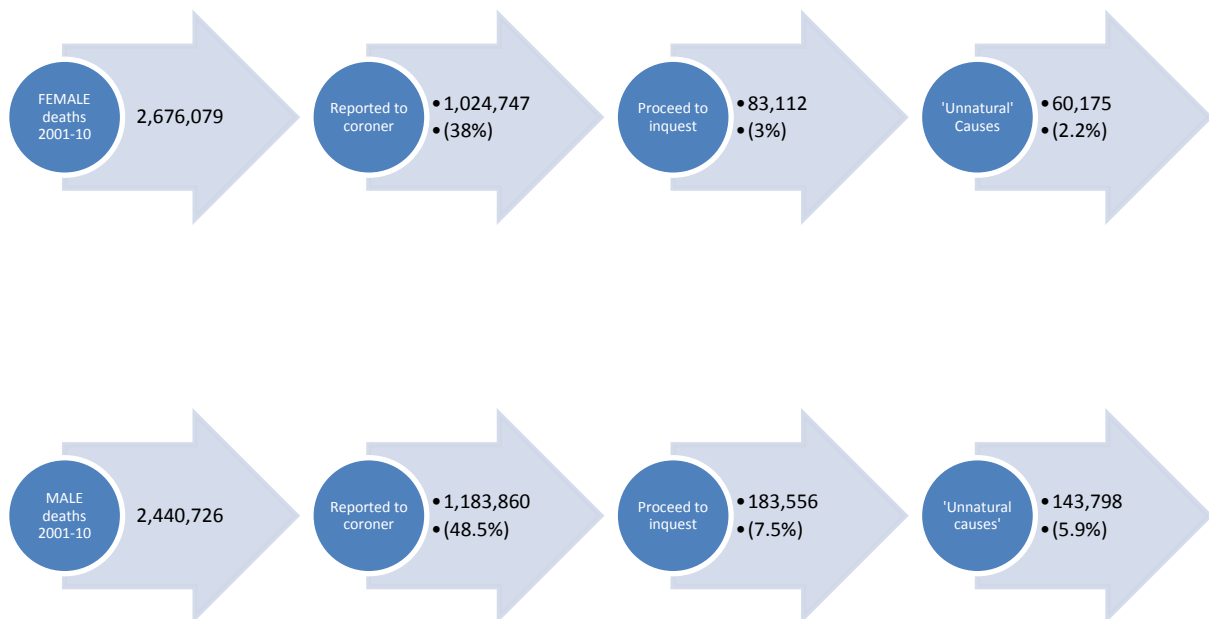 FEMALE
deaths
2001-10
2,676,079
Reported to
coroner
• 1,024,747
• (38%)
Proceed to
inquest
• 83,112
• (3%)
'Unnatural'
Causes
• 60,175
• (2.2%)
MALE
deaths
2001-10
2,440,726
Reported to
coroner
• 1,183,860
• (48.5%)
Proceed to
inquest
• 183,556
• (7.5%)
'Unnatural
causes'
• 143,798
• (5.9%)